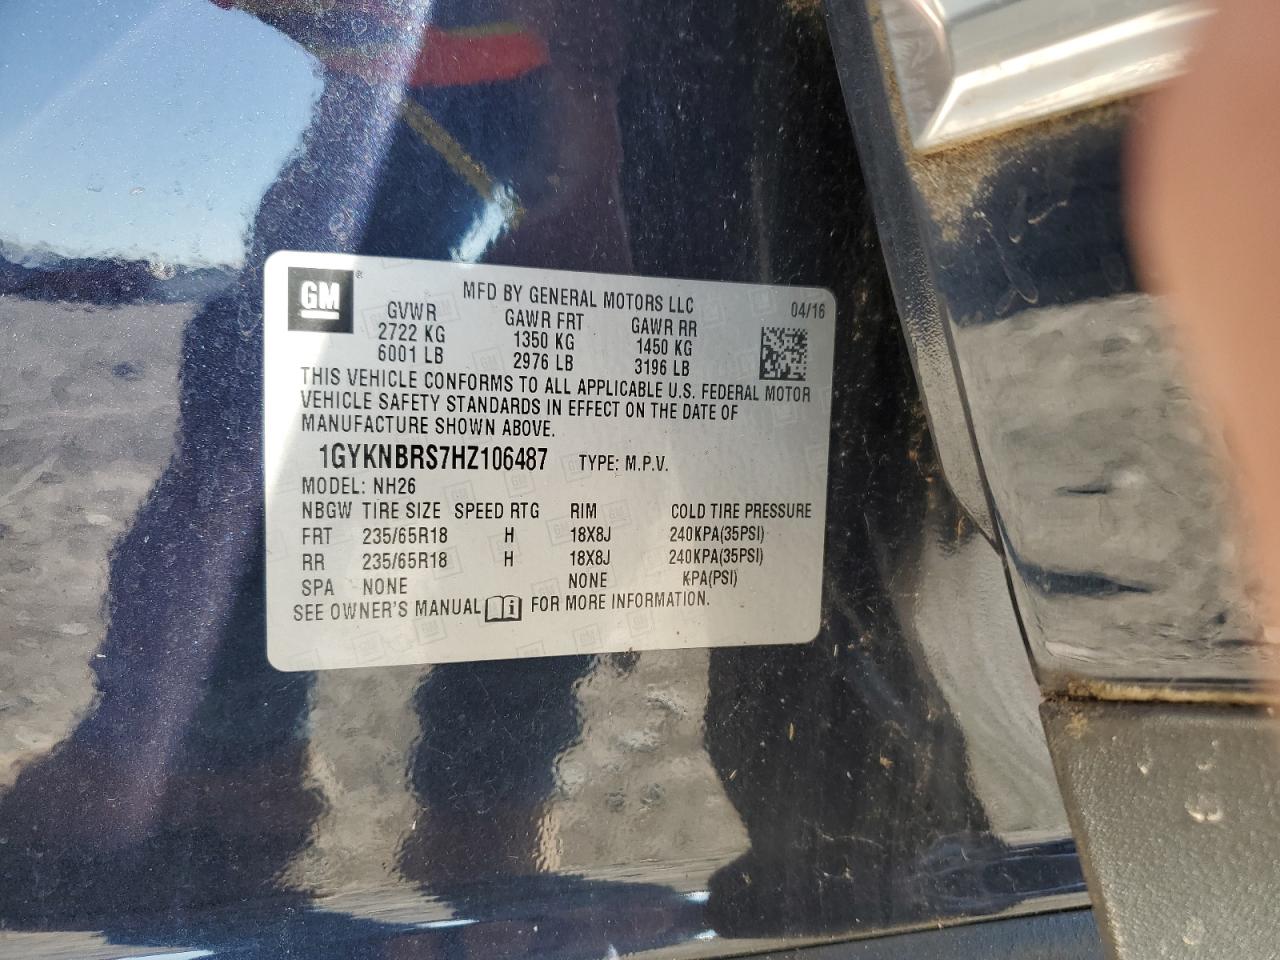 GM ®
MFD BY GENERAL MOTORS LLC 04/16
GVWR GAWR FRT GAWR RR
2722 KG 1350 KG 1450 KG
6001 LB 2976 LB 3196 LB
THIS VEHICLE CONFORMS TO ALL APPLICABLE U.S. FEDERAL MOTOR
VEHICLE SAFETY STANDARDS IN EFFECT ON THE DATE OF
MANUFACTURE SHOWN ABOVE.
1GYKNBRS7HZ106487 TYPE: M.P.V.
MODEL: NH26
NBGW TIRE SIZE SPEED RTG RIM COLD TIRE PRESSURE
FRT 235/65R18 H 18X8J 240KPA(35PSI)
RR 235/65R18 H 18X8J 240KPA(35PSI)
SPA NONE NONE KPA(PSI)
SEE OWNER'S MANUAL i FOR MORE INFORMATION.